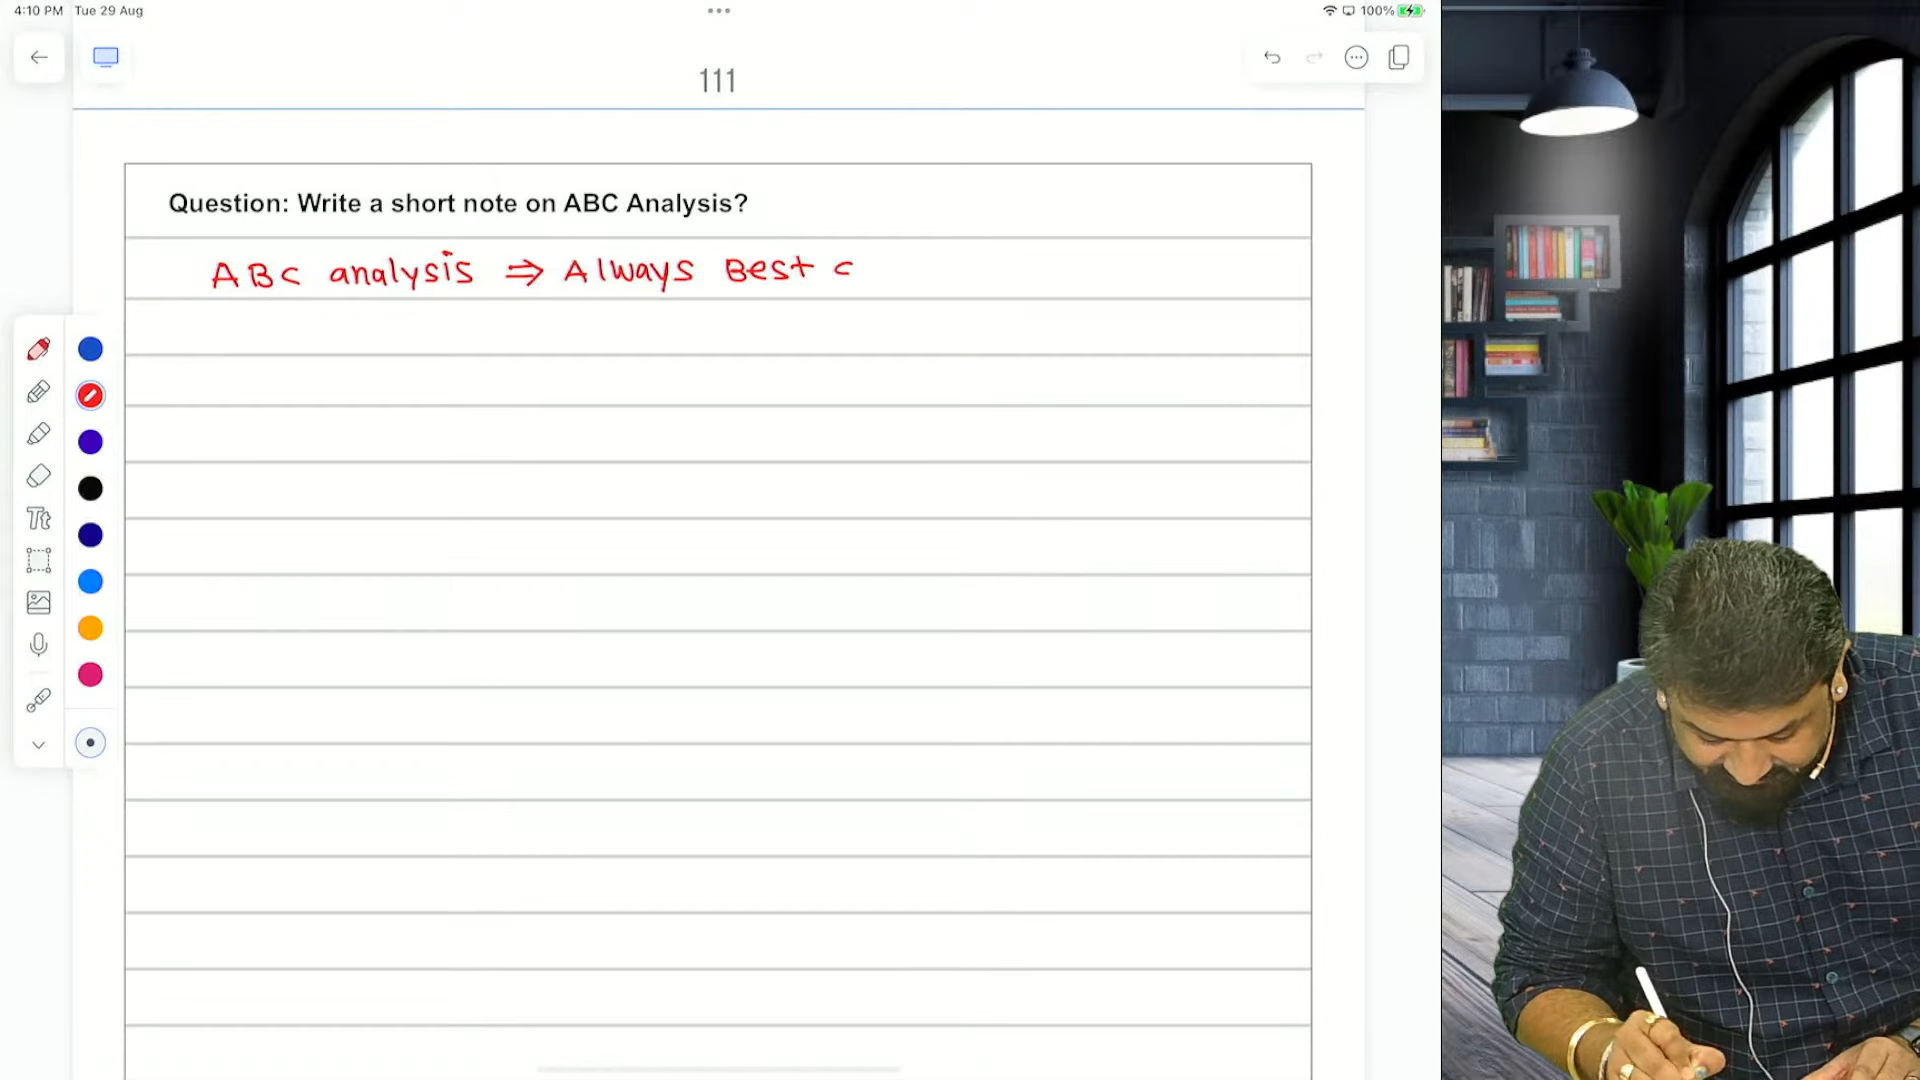 4:10 PM Tue 29 Aug
100%
111
Question: Write a short note on ABC Analysis?
ABC analysis ⇒ Always Best C
Tt